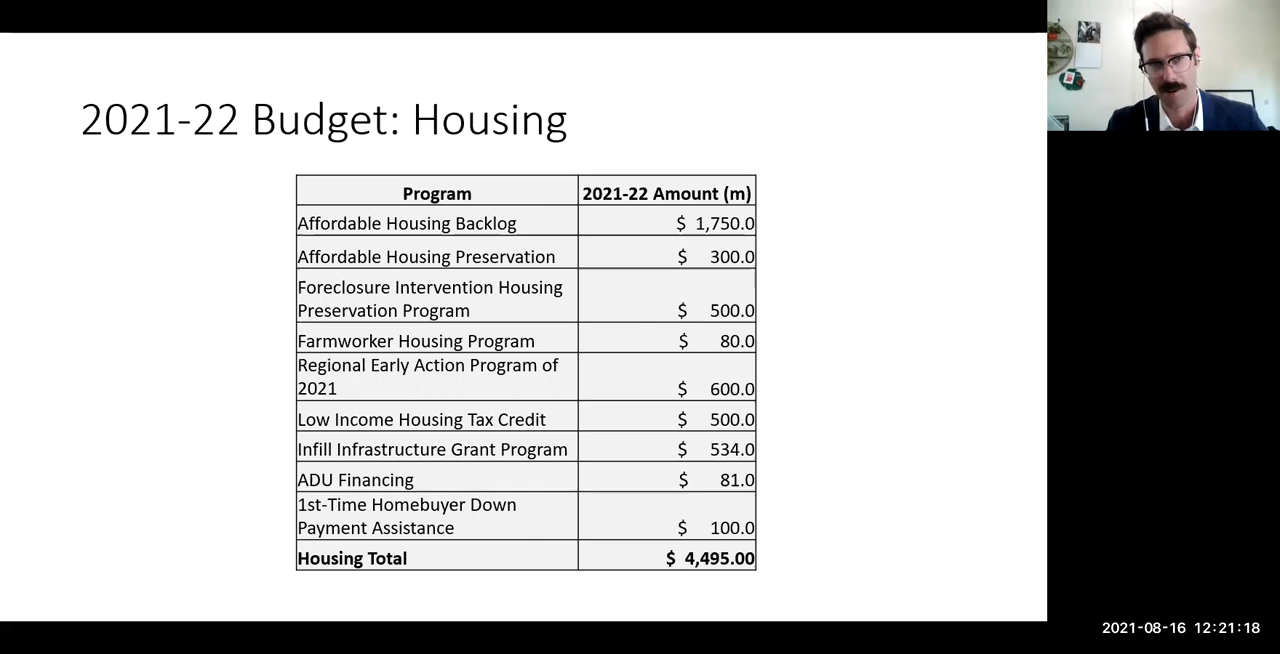 2021-22 Budget: Housing
Program 2021-22 Amount (m)
Affordable Housing Backlog $ 1,750.0
Affordable Housing Preservation $ 300.0
Foreclosure Intervention Housing
Preservation Program $ 500.0
Farmworker Housing Program $ 80.0
Regional Early Action Program of
2021 $ 600.0
Low Income Housing Tax Credit $ 500.0
Infill Infrastructure Grant Program $ 534.0
ADU Financing $ 81.0
1st-Time Homebuyer Down
Payment Assistance $ 100.0
Housing Total $ 4,495.00
2021-08-16 12:21:18